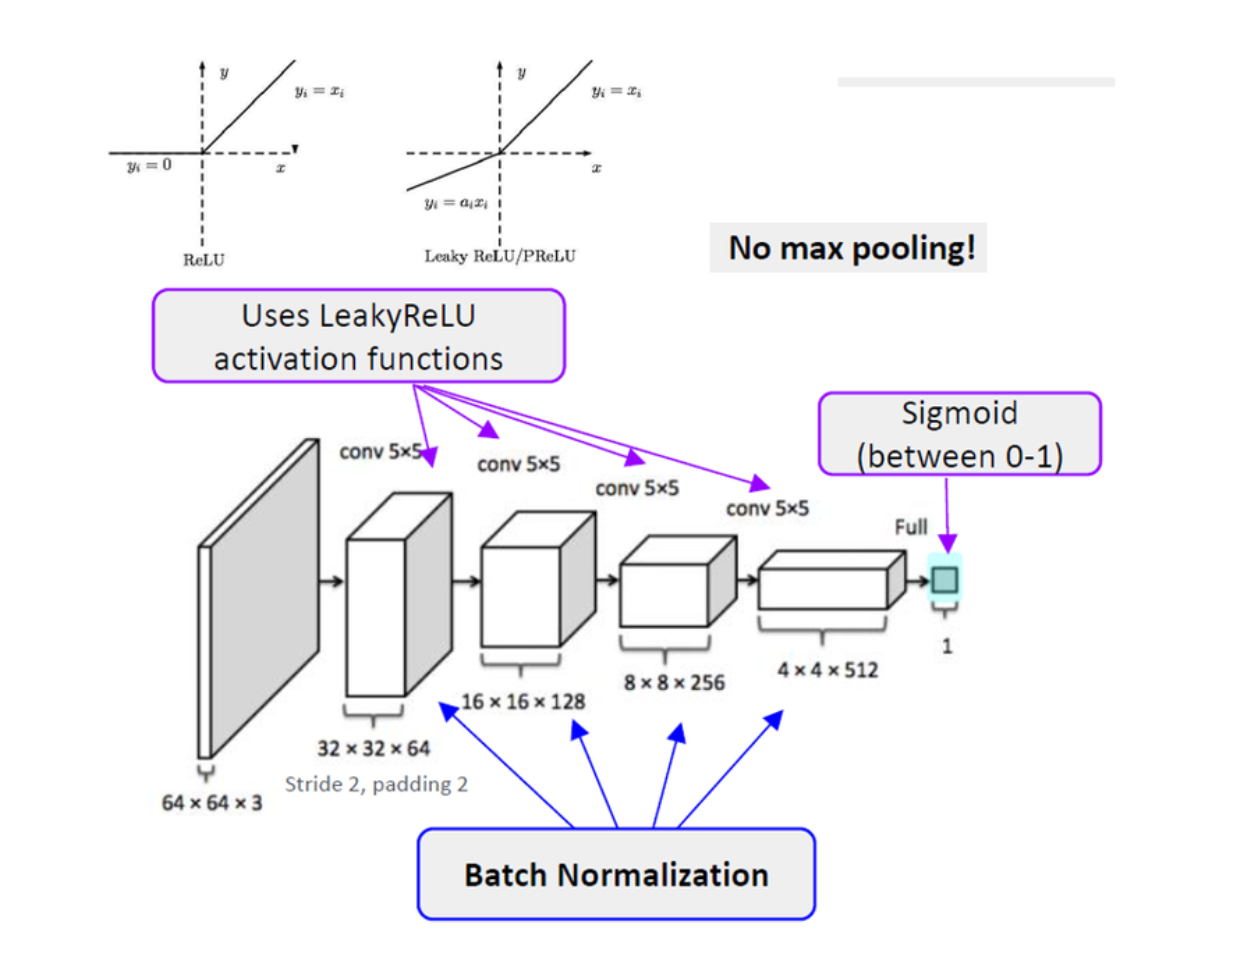 y
yᵢ = xᵢ
yᵢ = 0
x
ReLU
y
yᵢ = xᵢ
x
yᵢ = aᵢxᵢ
Leaky ReLU/PReLU
No max pooling!
Uses LeakyReLU
activation functions
Sigmoid
(between 0-1)
conv 5×5
conv 5×5
conv 5×5
conv 5×5
Full
1
4 × 4 × 512
8 × 8 × 256
16 × 16 × 128
32 × 32 × 64
Stride 2, padding 2
64 × 64 × 3
Batch Normalization